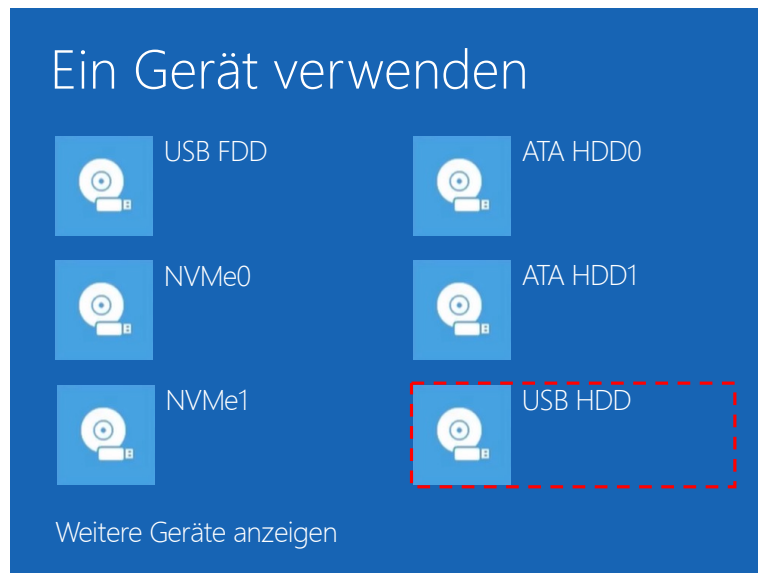 Ein Gerät verwenden
USB FDD
ATA HDD0
NVMe0
ATA HDD1
NVMe1
USB HDD
Weitere Geräte anzeigen